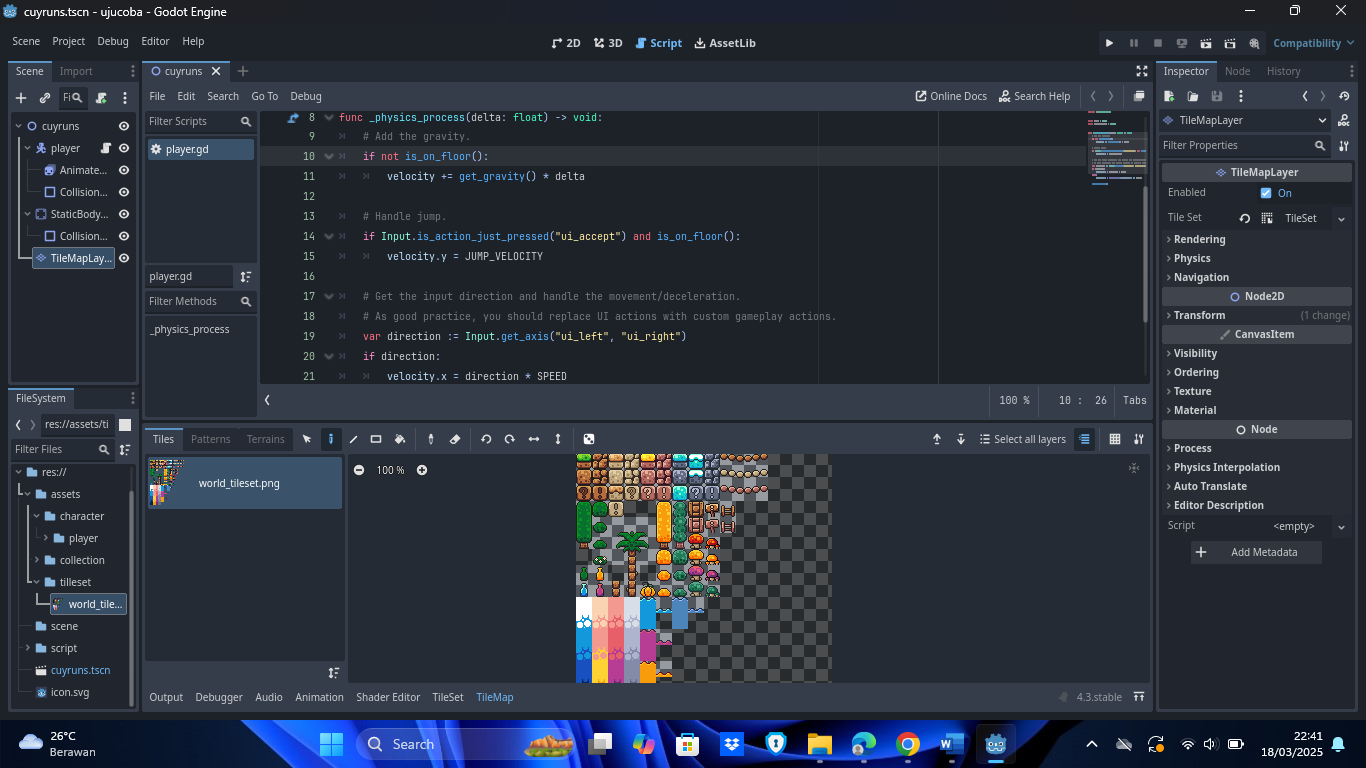 cuyruns.tscn - ujucoba - Godot Engine
Scene Project Debug Editor Help
2D 3D Script AssetLib
Compatibility
Scene Import
Fi
cuyruns
player
Animate...
Collision...
StaticBody...
Collision...
TileMapLay...
FileSystem
res://assets/ti
Filter Files
res://
assets
character
player
collection
tilleset
world_tile...
scene
script
cuyruns.tscn
icon.svg
cuyruns
File Edit Search Go To Debug
Online Docs Search Help
Filter Scripts
player.gd
player.gd
Filter Methods
_physics_process
8 func _physics_process(delta: float) -> void:
9 # Add the gravity.
10 if not is_on_floor():
11 velocity += get_gravity() * delta
12
13 # Handle jump.
14 if Input.is_action_just_pressed("ui_accept") and is_on_floor():
15 velocity.y = JUMP_VELOCITY
16
17 # Get the input direction and handle the movement/deceleration.
18 # As good practice, you should replace UI actions with custom gameplay actions.
19 var direction := Input.get_axis("ui_left", "ui_right")
20 if direction:
21 velocity.x = direction * SPEED
100 % 10 : 26 Tabs
Tiles Patterns Terrains
Select all layers
world_tileset.png
100 %
Output Debugger Audio Animation Shader Editor TileSet TileMap
4.3.stable
Inspector Node History
TileMapLayer
Filter Properties
TileMapLayer
Enabled On
Tile Set TileSet
Rendering
Physics
Navigation
Node2D
Transform (1 change)
CanvasItem
Visibility
Ordering
Texture
Material
Node
Process
Physics Interpolation
Auto Translate
Editor Description
Script <empty>
Add Metadata
26°C
Berawan
Search
22:41
18/03/2025